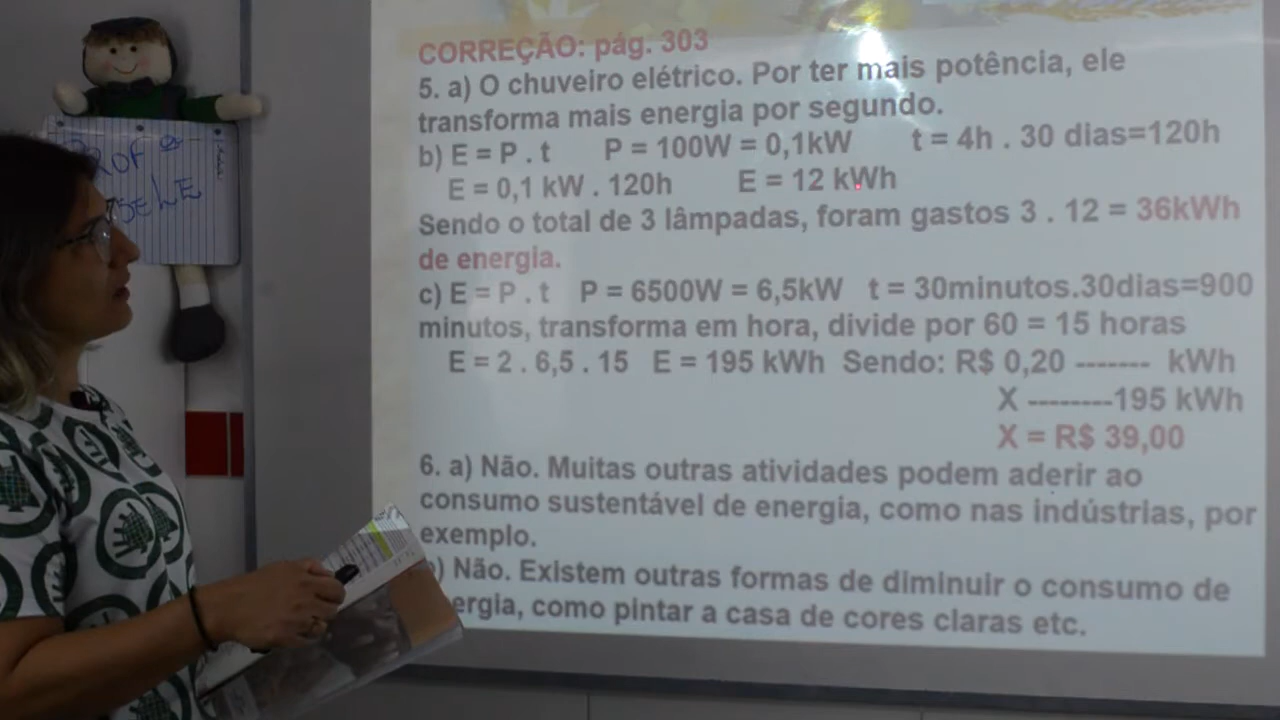 PROF
CORREÇÃO: pág. 303
5. a) O chuveiro elétrico. Por ter mais potência, ele
transforma mais energia por segundo.
b) E = P . t P = 100W = 0,1kW t = 4h . 30 dias=120h
E = 0,1 kW . 120h E = 12 kWh
Sendo o total de 3 lâmpadas, foram gastos 3 . 12 = 36kWh
de energia.
c) E = P . t P = 6500W = 6,5kW t = 30minutos.30dias=900
minutos, transforma em hora, divide por 60 = 15 horas
E = 2 . 6,5 . 15 E = 195 kWh Sendo: R$ 0,20 ------- kWh
X --------195 kWh
X = R$ 39,00
6. a) Não. Muitas outras atividades podem aderir ao
consumo sustentável de energia, como nas indústrias, por
exemplo.
) Não. Existem outras formas de diminuir o consumo de
ergia, como pintar a casa de cores claras etc.